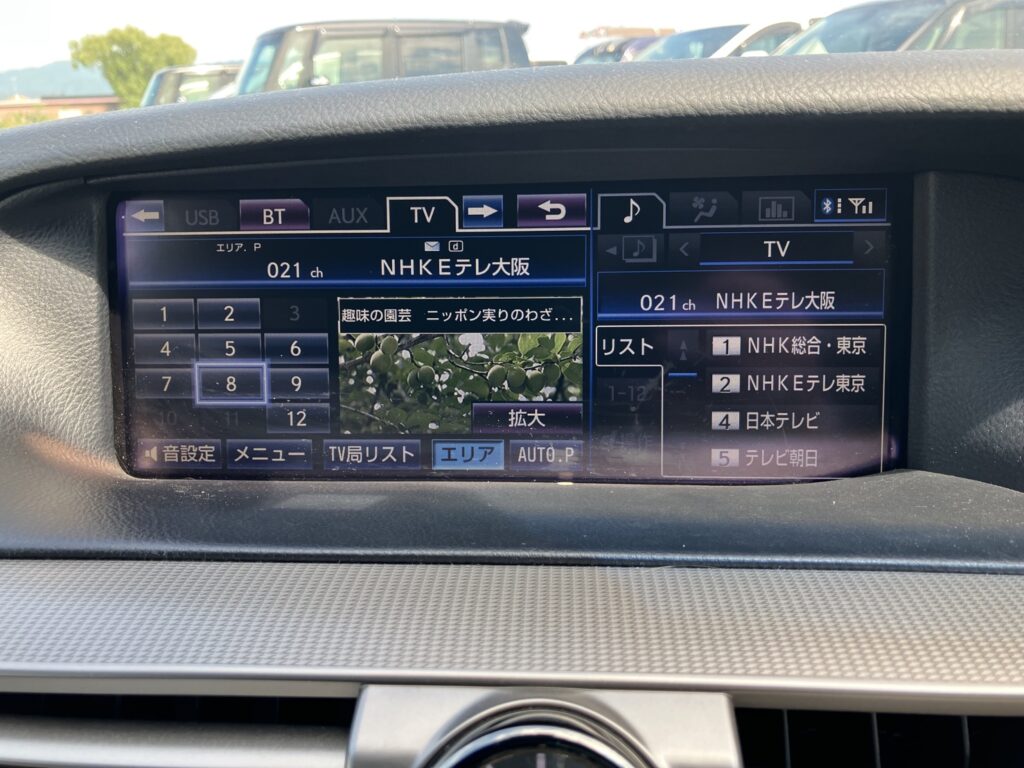 USB BT AUX TV
エリア. P
021 ch NHKEテレ大阪
1 2 3
4 5 6
7 8 9
10 11 12
趣味の園芸 ニッポン実りのわざ...
拡大
音設定 メニュー TV局リスト エリア AUTO.P
TV
021 ch NHKEテレ大阪
リスト
1-12
1 NHK総合・東京
2 NHKEテレ東京
4 日本テレビ
5 テレビ朝日